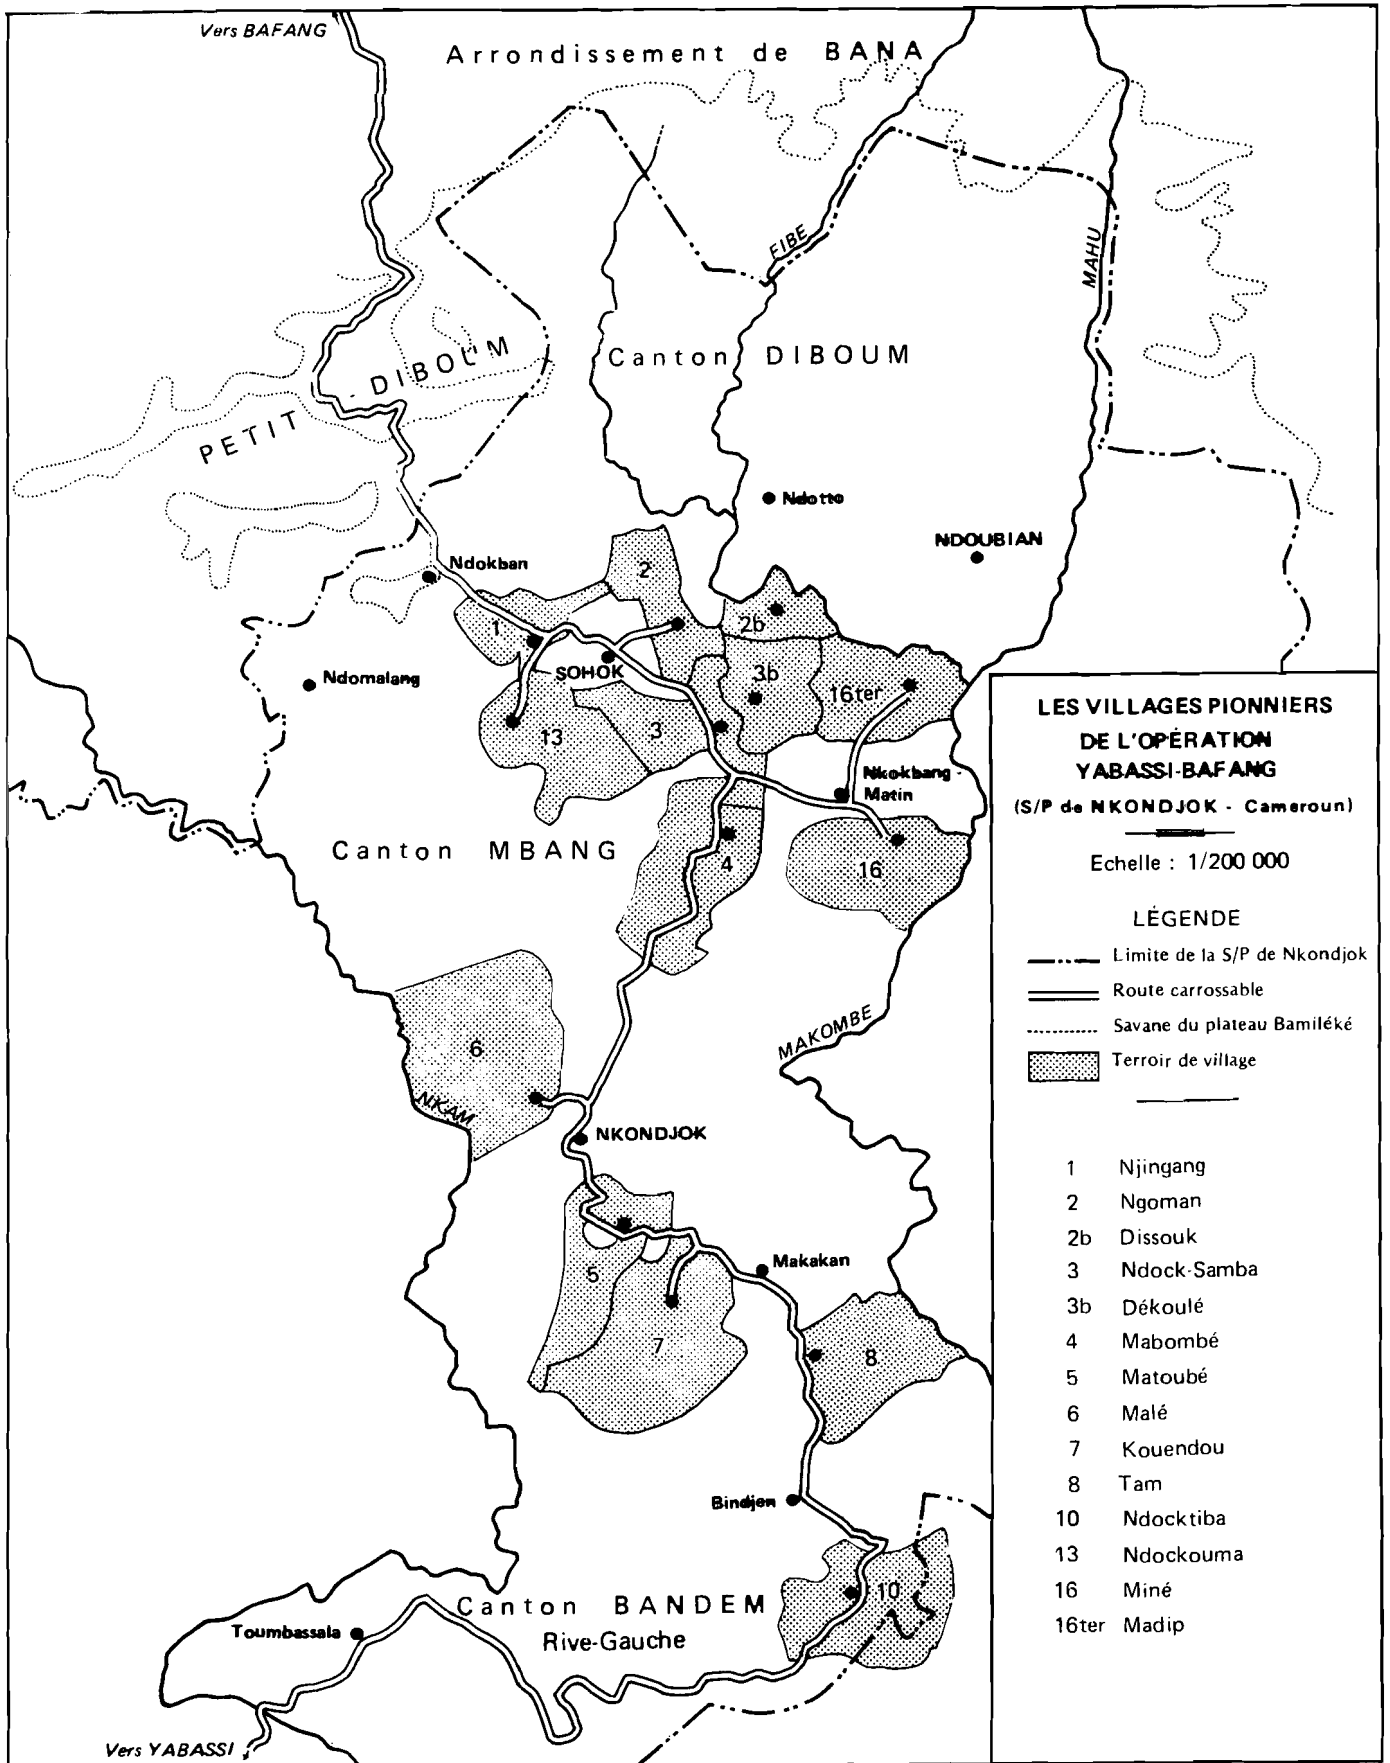 Vers BAFANG
Arrondissement de BANA
FIBE
MAHU
PETIT - DIBOUM
Canton DIBOUM
Ndotto
NDOUBIAN
Ndokban
2
1
2b
SOHOK
Ndomalang
3b
16ter
13
3
Nkokbang -
Matin
Canton MBANG
4
16
MAKOMBE
6
NKAM
NKONDJOK
5
Makakan
7
8
Bindjen
10
Canton BANDEM
Rive-Gauche
Toumbassala
Vers YABASSI
LES VILLAGES PIONNIERS
DE L'OPÉRATION
YABASSI-BAFANG
(S/P de NKONDJOK - Cameroun)
Echelle : 1/200 000
LÉGENDE
Limite de la S/P de Nkondjok
Route carrossable
Savane du plateau Bamiléké
Terroir de village
1 Njingang
2 Ngoman
2b Dissouk
3 Ndock-Samba
3b Dékoulé
4 Mabombé
5 Matoubé
6 Malé
7 Kouendou
8 Tam
10 Ndocktiba
13 Ndockouma
16 Miné
16ter Madip